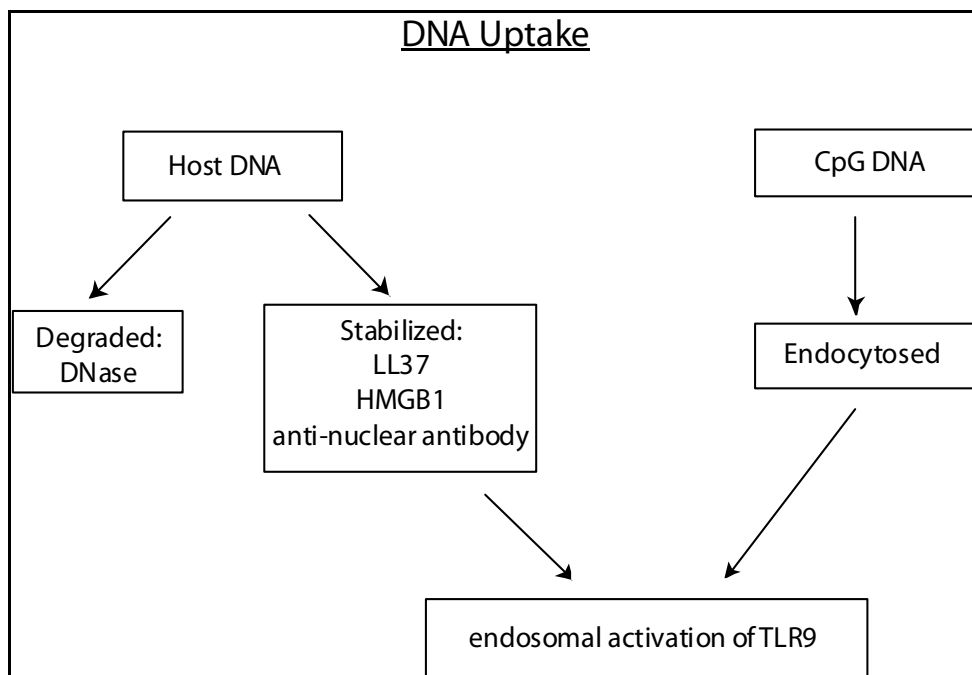 DNA Uptake
Host DNA
CpG DNA
Degraded:
DNase
Stabilized:
LL37
HMGB1
anti-nuclear antibody
Endocytosed
endosomal activation of TLR9